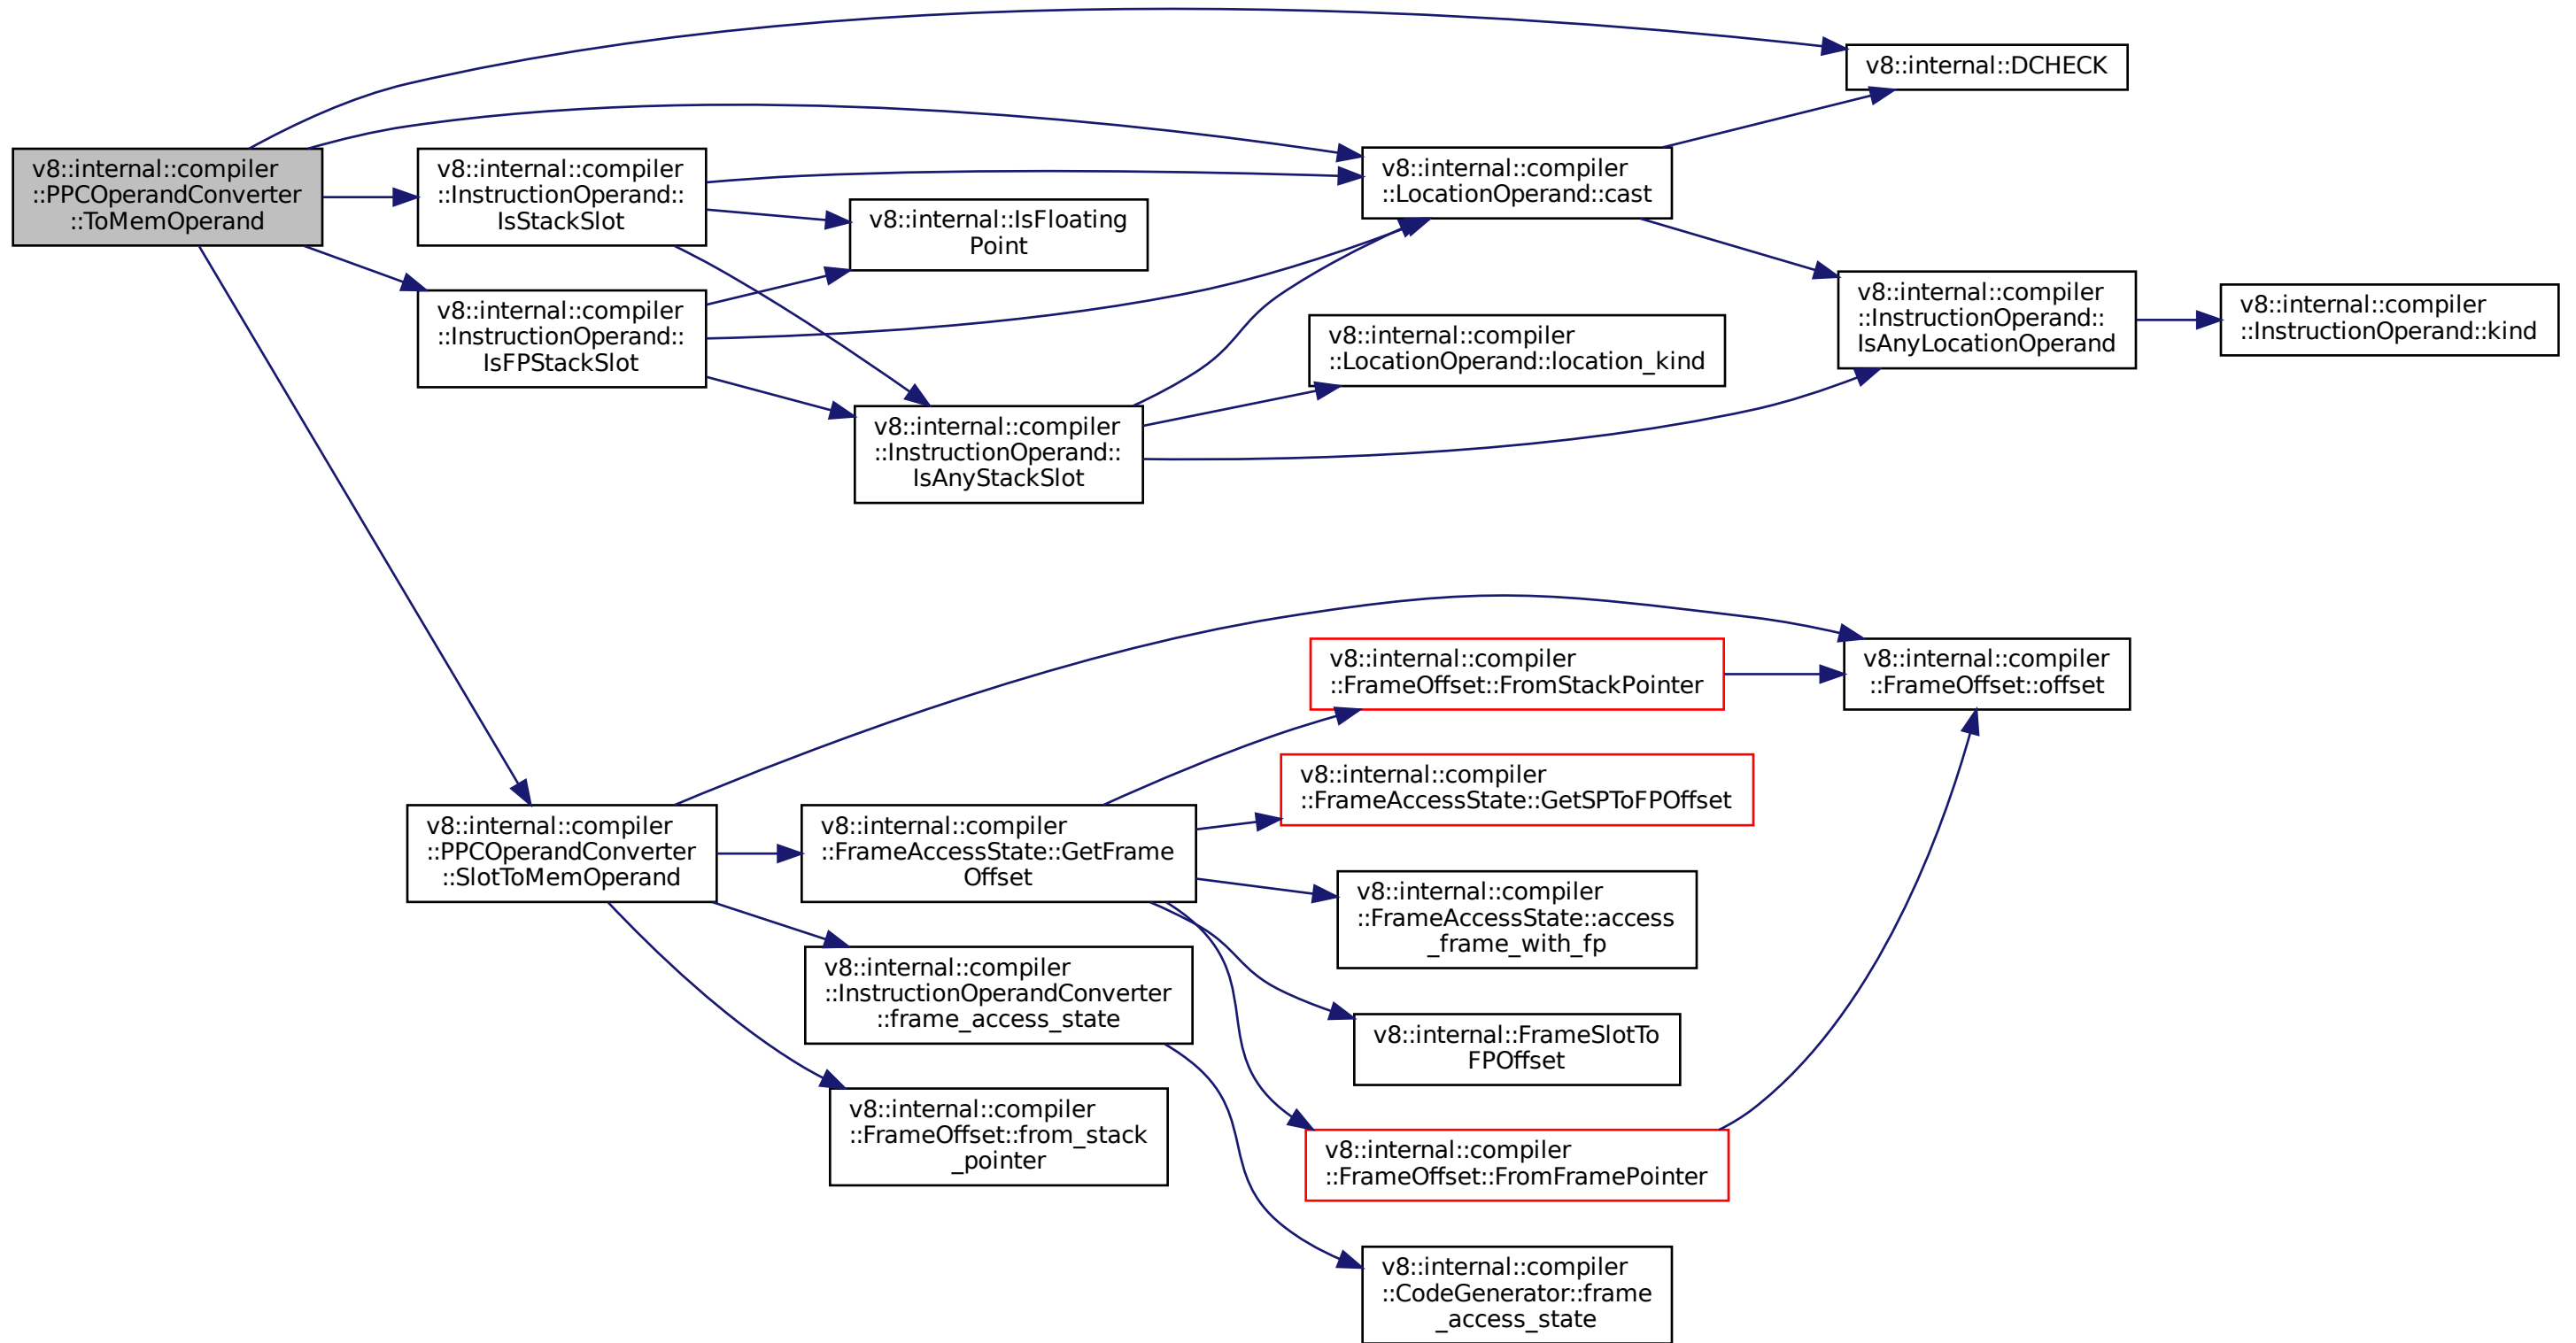 v8::internal::compiler
::PPCOperandConverter
::ToMemOperand
v8::internal::compiler
::InstructionOperand::
IsStackSlot
v8::internal::compiler
::InstructionOperand::
IsFPStackSlot
v8::internal::IsFloating
Point
v8::internal::compiler
::InstructionOperand::
IsAnyStackSlot
v8::internal::DCHECK
v8::internal::compiler
::LocationOperand::cast
v8::internal::compiler
::LocationOperand::location_kind
v8::internal::compiler
::InstructionOperand::
IsAnyLocationOperand
v8::internal::compiler
::InstructionOperand::kind
v8::internal::compiler
::PPCOperandConverter
::SlotToMemOperand
v8::internal::compiler
::FrameAccessState::GetFrame
Offset
v8::internal::compiler
::InstructionOperandConverter
::frame_access_state
v8::internal::compiler
::FrameOffset::from_stack
_pointer
v8::internal::compiler
::FrameOffset::FromStackPointer
v8::internal::compiler
::FrameAccessState::GetSPToFPOffset
v8::internal::compiler
::FrameAccessState::access
_frame_with_fp
v8::internal::FrameSlotTo
FPOffset
v8::internal::compiler
::FrameOffset::FromFramePointer
v8::internal::compiler
::CodeGenerator::frame
_access_state
v8::internal::compiler
::FrameOffset::offset